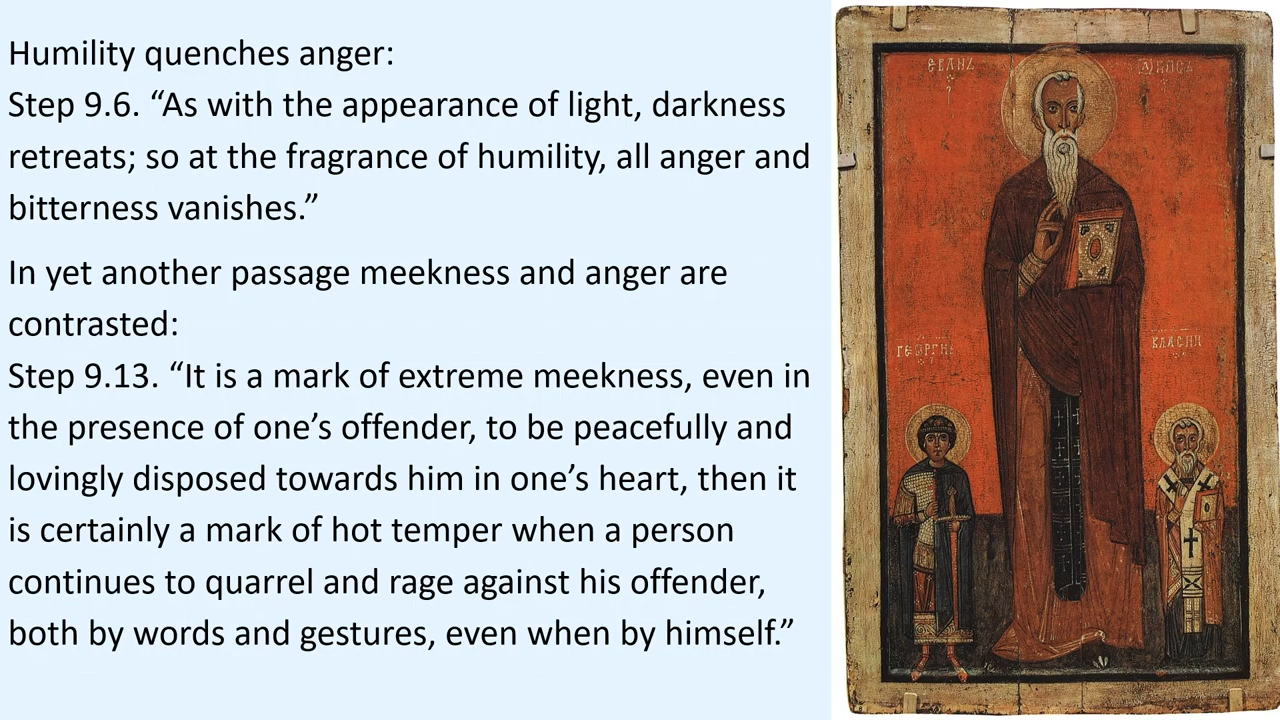 Humility quenches anger:
Step 9.6. “As with the appearance of light, darkness
retreats; so at the fragrance of humility, all anger and
bitterness vanishes.”
In yet another passage meekness and anger are
contrasted:
Step 9.13. “It is a mark of extreme meekness, even in
the presence of one’s offender, to be peacefully and
lovingly disposed towards him in one’s heart, then it
is certainly a mark of hot temper when a person
continues to quarrel and rage against his offender,
both by words and gestures, even when by himself.”